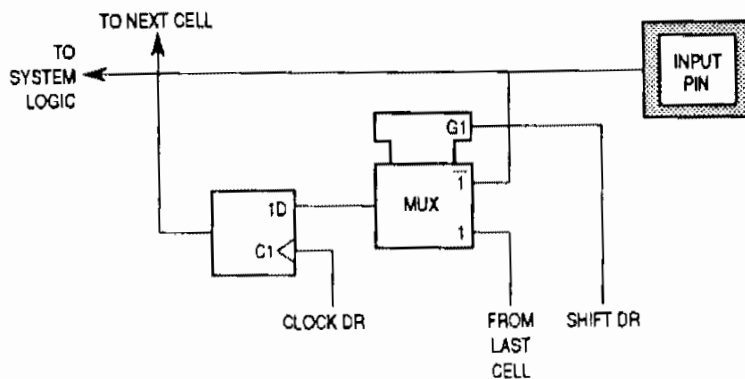 TO NEXT CELL
TO
SYSTEM
LOGIC
INPUT
PIN
G1
1
MUX
1
1D
C1
CLOCK DR
FROM
LAST
CELL
SHIFT DR